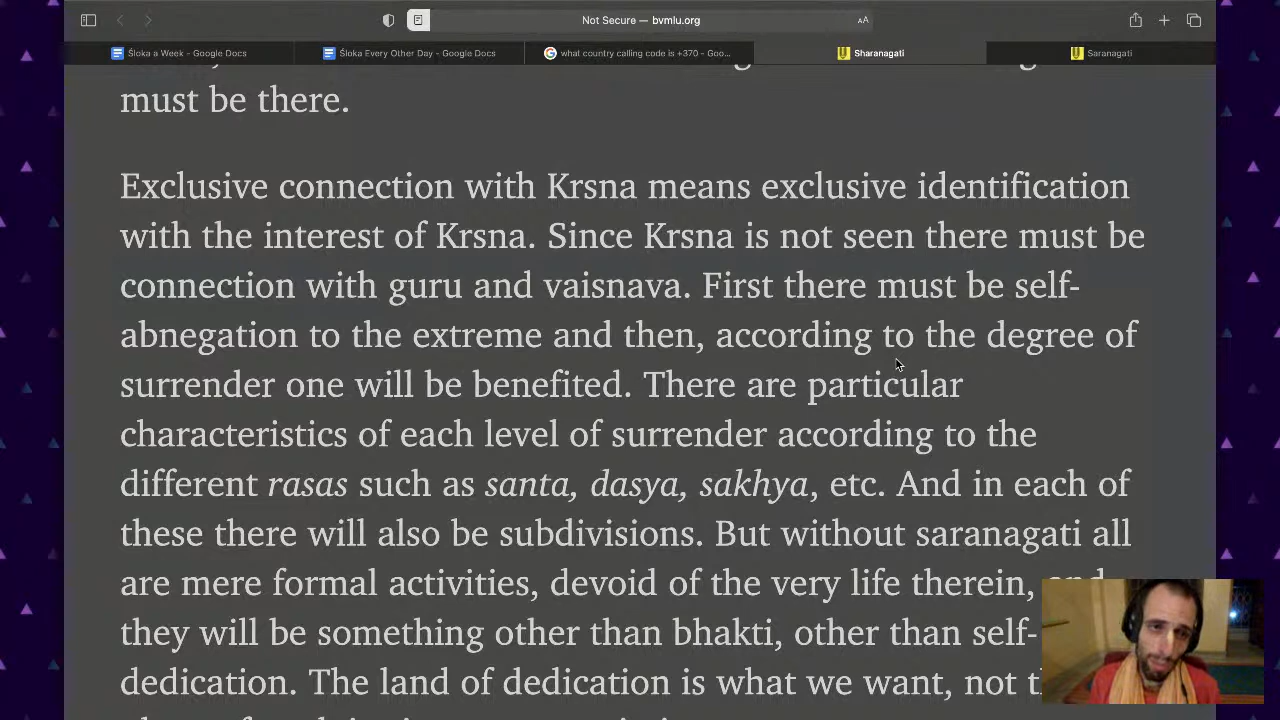 Not Secure — bvmlu.org
AA
Śloka a Week - Google Docs
Śloka Every Other Day - Google Docs
what country calling code is +370 - Goo...
Sharanagati
Saranagati
must be there.
Exclusive connection with Krsna means exclusive identification
with the interest of Krsna. Since Krsna is not seen there must be
connection with guru and vaisnava. First there must be self-
abnegation to the extreme and then, according to the degree of
surrender one will be benefited. There are particular
characteristics of each level of surrender according to the
different rasas such as santa, dasya, sakhya, etc. And in each of
these there will also be subdivisions. But without saranagati all
are mere formal activities, devoid of the very life therein, and
they will be something other than bhakti, other than self-
dedication. The land of dedication is what we want, not